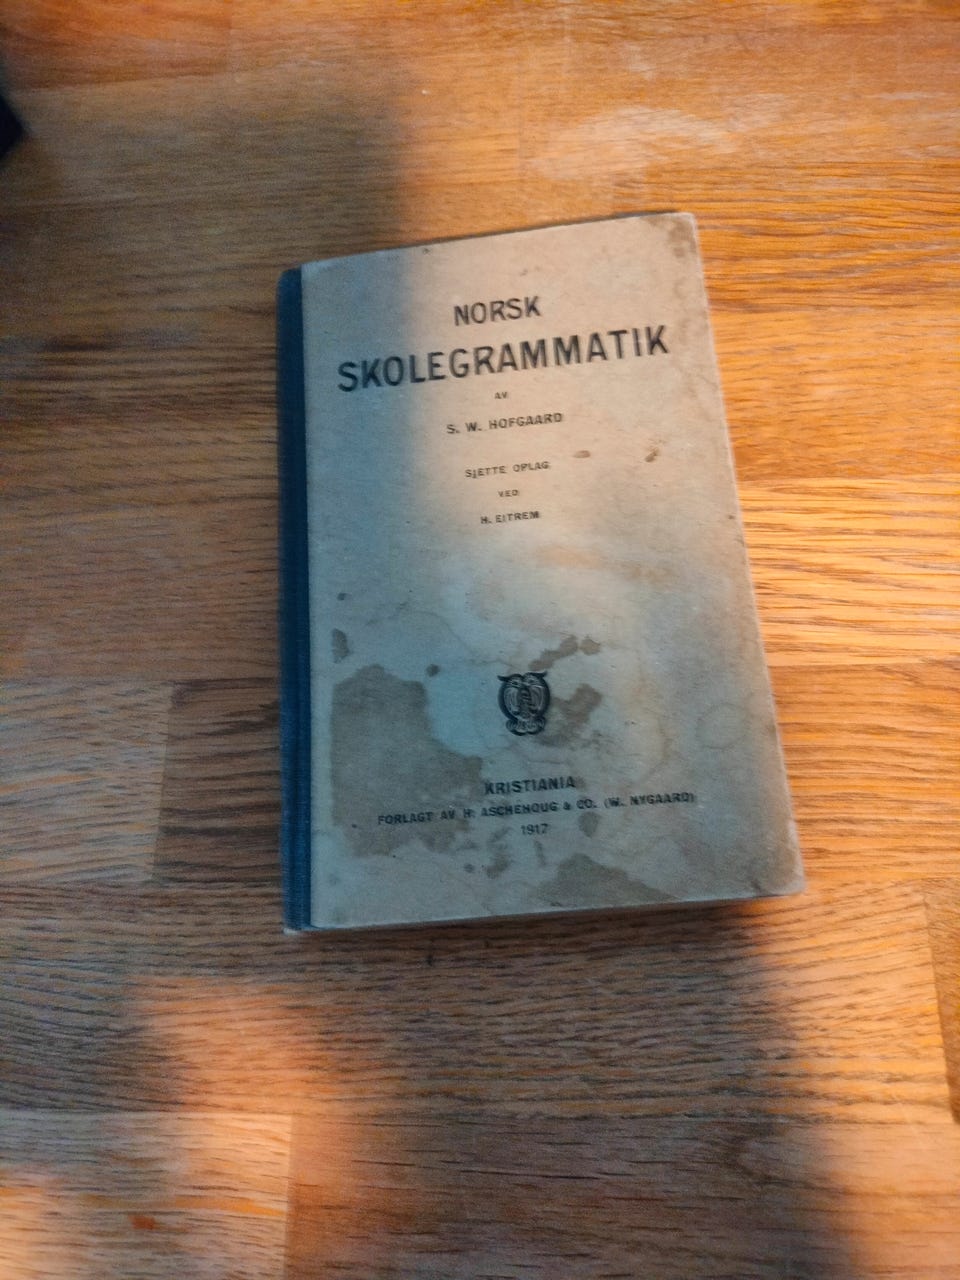 NORSK
SKOLEGRAMMATIK
AV
S. W. HOFGAARD
SJETTE OPLAG
VED
H. EITREM
KRISTIANIA
FORLAGT AV H. ASCHEHOUG & CO. (W. NYGAARD)
1917